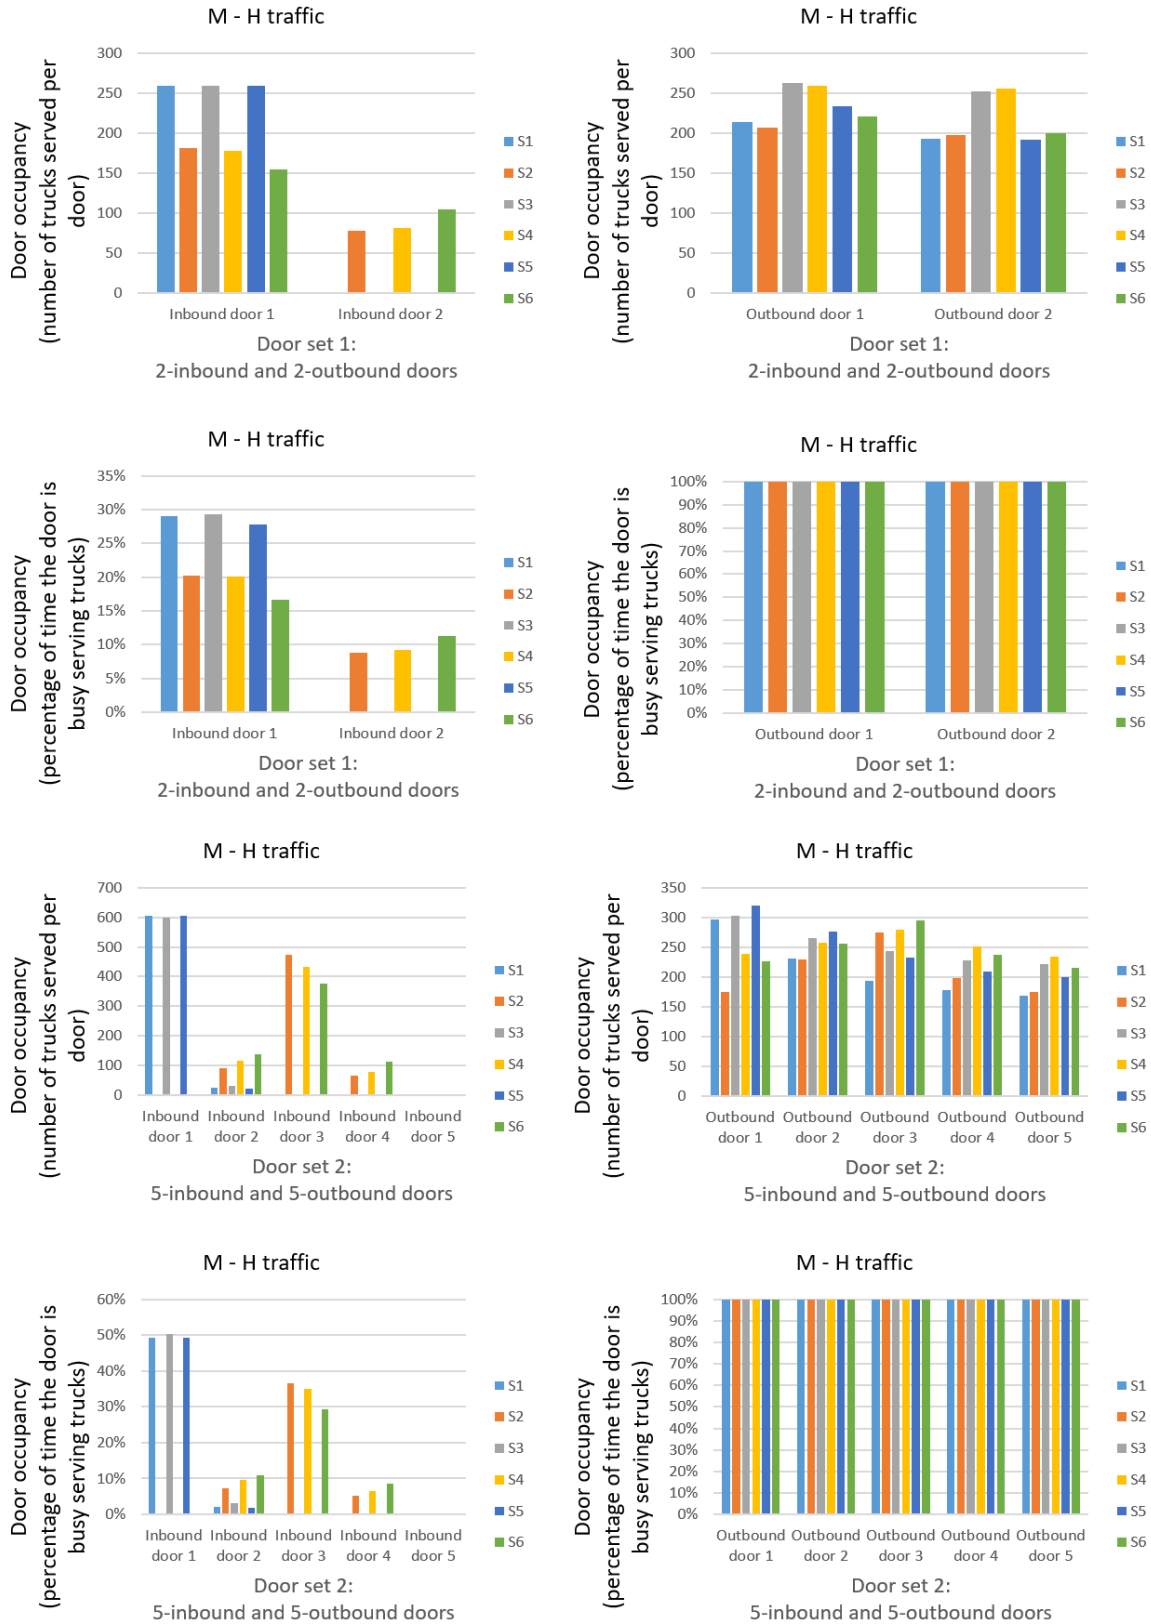 M - H traffic
Door occupancy
(number of trucks served per
door)
300
250
200
150
100
50
0
Inbound door 1
Inbound door 2
Door set 1:
2-inbound and 2-outbound doors
S1
S2
S3
S4
S5
S6
M - H traffic
Door occupancy
(number of trucks served per
door)
300
250
200
150
100
50
0
Outbound door 1
Outbound door 2
Door set 1:
2-inbound and 2-outbound doors
S1
S2
S3
S4
S5
S6
M - H traffic
Door occupancy
(percentage of time the door is
busy serving trucks)
35%
30%
25%
20%
15%
10%
5%
0%
Inbound door 1
Inbound door 2
Door set 1:
2-inbound and 2-outbound doors
S1
S2
S3
S4
S5
S6
M - H traffic
Door occupancy
(percentage of time the door is
busy serving trucks)
100%
90%
80%
70%
60%
50%
40%
30%
20%
10%
0%
Outbound door 1
Outbound door 2
Door set 1:
2-inbound and 2-outbound doors
S1
S2
S3
S4
S5
S6
M - H traffic
Door occupancy
(number of trucks served per
door)
700
600
500
400
300
200
100
0
Inbound Inbound Inbound Inbound Inbound
door 1 door 2 door 3 door 4 door 5
Door set 2:
5-inbound and 5-outbound doors
S1
S2
S3
S4
S5
S6
M - H traffic
Door occupancy
(number of trucks served per
door)
350
300
250
200
150
100
50
0
Outbound Outbound Outbound Outbound Outbound
door 1 door 2 door 3 door 4 door 5
Door set 2:
5-inbound and 5-outbound doors
S1
S2
S3
S4
S5
S6
M - H traffic
Door occupancy
(percentage of time the door is
busy serving trucks)
60%
50%
40%
30%
20%
10%
0%
Inbound Inbound Inbound Inbound Inbound
door 1 door 2 door 3 door 4 door 5
Door set 2:
5-inbound and 5-outbound doors
S1
S2
S3
S4
S5
S6
M - H traffic
Door occupancy
(percentage of time the door is
busy serving trucks)
100%
90%
80%
70%
60%
50%
40%
30%
20%
10%
0%
Outbound Outbound Outbound Outbound Outbound
door 1 door 2 door 3 door 4 door 5
Door set 2:
5-inbound and 5-outbound doors
S1
S2
S3
S4
S5
S6